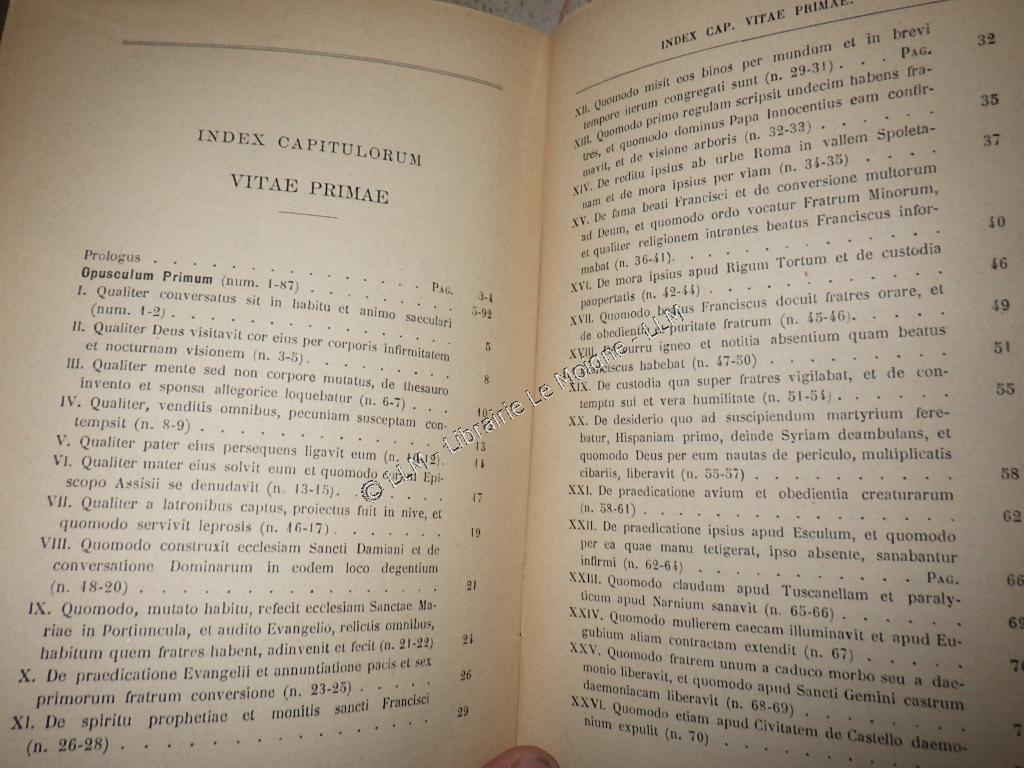 INDEX CAPITULORUM
VITAE PRIMAE
Prologus . . . . . . . . . . . . Pag. 3-4
Opusculum Primum (num. 1-87) . . . . . . . 5-92
I. Qualiter conversatus sit in habitu et animo saeculari
(num. 1-2) . . . . . . . . . . . . 5
II. Qualiter Deus visitavit cor eius per corporis infirmitatem
et nocturnam visionem (n. 3-5). . . . . . . 8
III. Qualiter mente sed non corpore mutatus, de thesauro
invento et sponsa allegorice loquebatur (n. 6-7) . . . 10
IV. Qualiter, venditis omnibus, pecuniam susceptam con-
tempsit (n. 8-9) . . . . . . . . . . 13
V. Qualiter pater eius persequens ligavit eum (n. 14
VI. Qualiter mater eius solvit eum et quomodo Epi-
scopo Assisii se denudavit (n. 13-15). . . . . . 17
VII. Qualiter a latronibus captus, proiectus fuit in nive, et
quomodo servivit leprosis (n. 16-17) . . . . . . 19
VIII. Quomodo construxit ecclesiam Sancti Damiani et de
conversatione Dominarum in eodem loco degentium
(n. 18-20) . . . . . . . . . . . . 21
IX. Quomodo, mutato habitu, refecit ecclesiam Sanctae Ma-
riae in Portiuncula, et audito Evangelio, relictis omnibus,
habitum quem fratres habent, adinvenit et fecit (n. 21-22) 24
X. De praedicatione Evangelii et annuntiatione pacis et sex
primorum fratrum conversione (n. 23-25) . . . . . 26
XI. De spiritu prophetiae et monitis sancti Francisci
(n. 26-28) . . . . . . . . . . . . 29
INDEX CAP. VITAE PRIMAE.
XII. Quomodo misit eos binos per mundum et in brevi
tempore iterum congregati sunt (n. 29-31) . . . Pag. 32
XIII. Quomodo primo regulam scripsit undecim habens fra-
tres, et quomodo dominus Papa Innocentius eam confir-
mavit, et de visione arboris (n. 32-33) . . . . . . 35
XIV. De reditu ipsius ab urbe Roma in vallem Spoleta-
nam et de mora ipsius per viam (n. 34-35) . . . . 37
XV. De fama beati Francisci et de conversione multorum
ad Deum, et quomodo ordo vocatur Fratrum Minorum,
et qualiter religionem intrantes beatus Franciscus infor-
mabat (n. 36-41). . . . . . . . . . . 40
XVI. De mora ipsius apud Rigum Tortum et de custodia
paupertatis (n. 42-44) . . . . . . . . . 46
XVII. Quomodo beatus Franciscus docuit fratres orare, et
de obedientia et puritate fratrum (n. 45-46). . . . 49
XVIII. De curru igneo et notitia absentium quam beatus
Franciscus habebat (n. 47-50) . . . . . . . 51
XIX. De custodia qua super fratres vigilabat, et de con-
temptu sui et vera humilitate (n. 51-54) . . . . . 55
XX. De desiderio quo ad suscipiendum martyrium fere-
batur, Hispaniam primo, deinde Syriam deambulans, et
quomodo Deus per eum nautas de periculo, multiplicatis
cibariis, liberavit (n. 55-57) . . . . . . . . 58
XXI. De praedicatione avium et obedientia creaturarum
(n. 58-61) . . . . . . . . . . . . 62
XXII. De praedicatione ipsius apud Esculum, et quomodo
per ea quae manu tetigerat, ipso absente, sanabantur
infirmi (n. 62-64) . . . . . . . . . Pag. 66
XXIII. Quomodo claudum apud Tuscanellam et paraly-
ticum apud Narnium sanavit (n. 65-66) . . . . . 69
XXIV. Quomodo mulierem caecam illuminavit et apud Eu-
gubium aliam contractam extendit (n. 67) . . . . . 70
XXV. Quomodo fratrem unum a caduco morbo seu a dae-
monio liberavit, et quomodo apud Sancti Gemini castrum
daemoniacam liberavit (n. 68-69) . . . . . .
XXVI. Quomodo etiam apud Civitatem de Castello daemo-
nium expulit (n. 70) . . . . . . . . .
© LLM - Librairie Le Moine - LLM